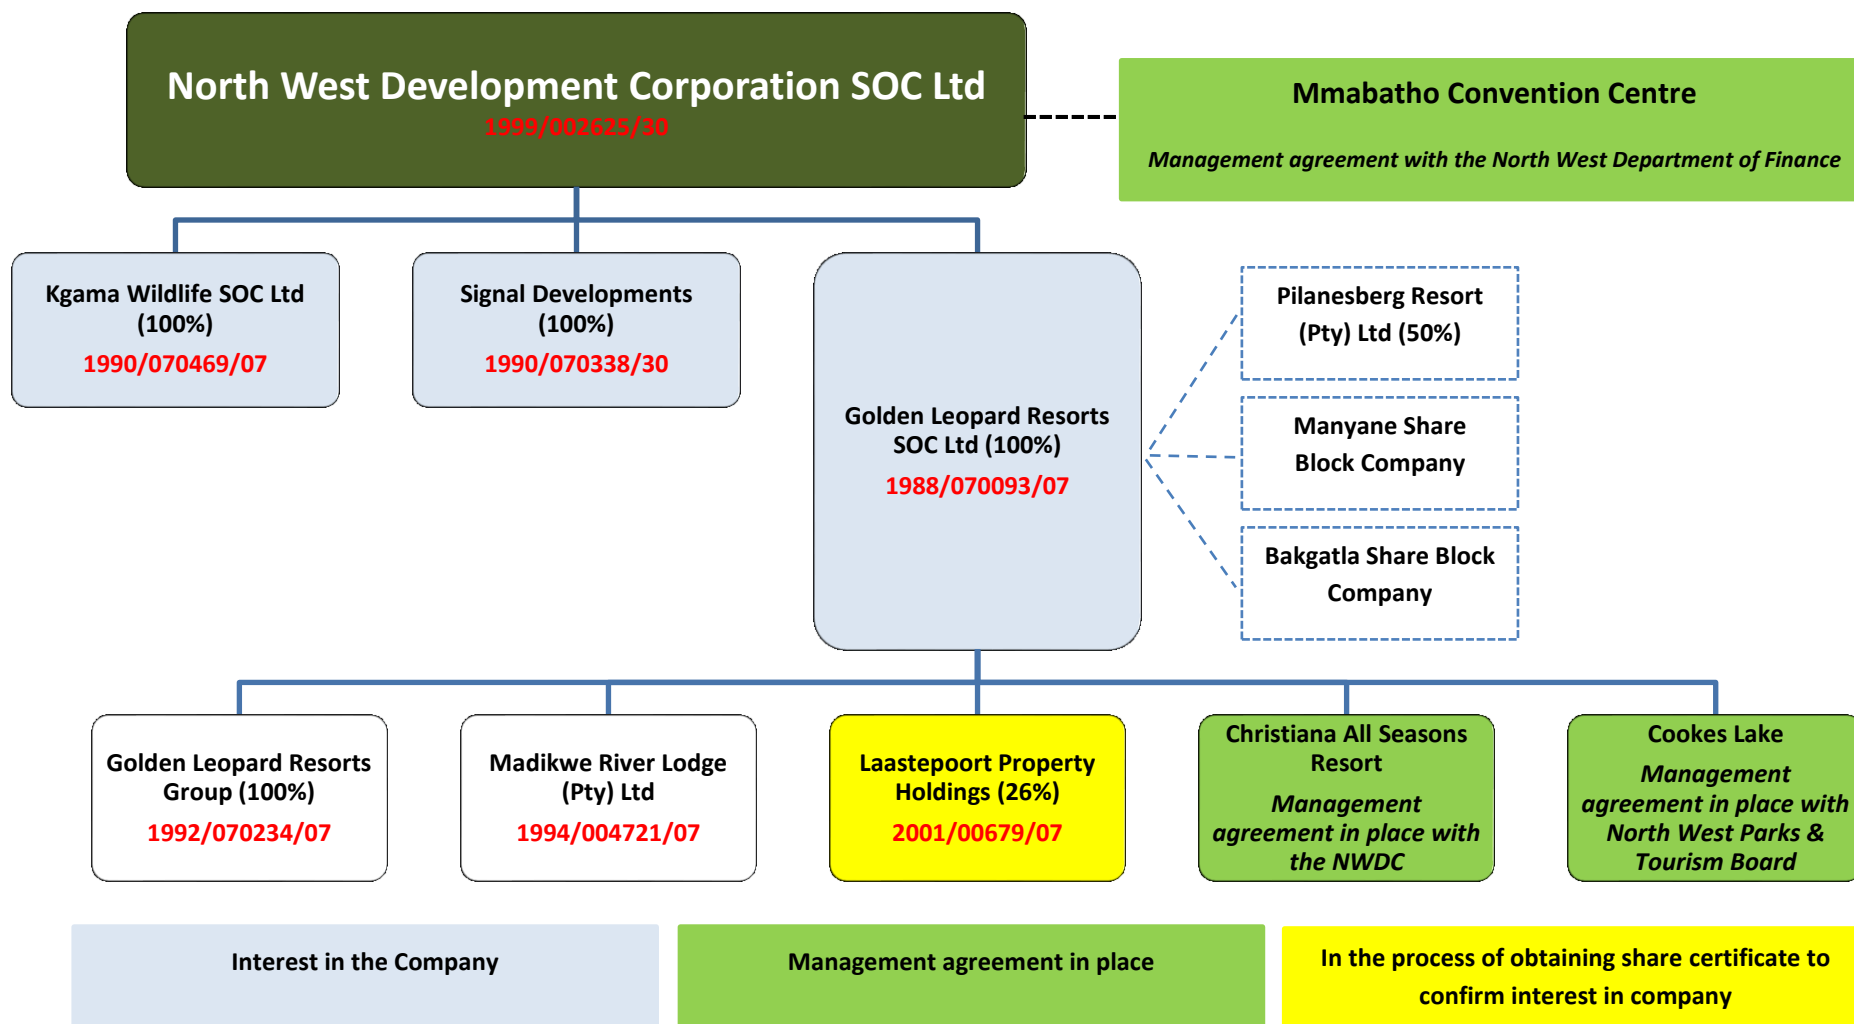 North West Development Corporation SOC Ltd
1999/002625/30
Mmabatho Convention Centre
Management agreement with the North West Department of Finance
Kgama Wildlife SOC Ltd
(100%)
1990/070469/07
Signal Developments
(100%)
1990/070338/30
Golden Leopard Resorts
SOC Ltd (100%)
1988/070093/07
Pilanesberg Resort
(Pty) Ltd (50%)
Manyane Share
Block Company
Bakgatla Share Block
Company
Golden Leopard Resorts
Group (100%)
1992/070234/07
Madikwe River Lodge
(Pty) Ltd
1994/004721/07
Laastepoort Property
Holdings (26%)
2001/00679/07
Christiana All Seasons
Resort
Management
agreement in place with
the NWDC
Cookes Lake
Management
agreement in place with
North West Parks &
Tourism Board
Interest in the Company
Management agreement in place
In the process of obtaining share certificate to
confirm interest in company